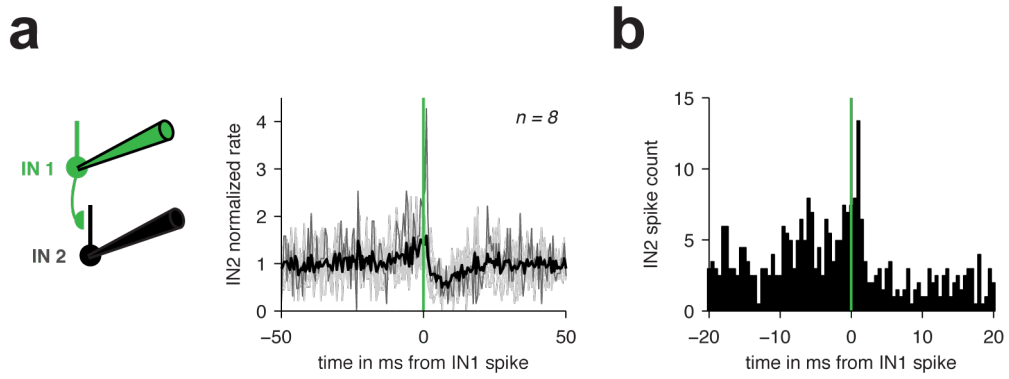 a
b
IN 1
IN 2
IN2 normalized rate
4
3
2
1
0
n = 8
−50
0
50
time in ms from IN1 spike
IN2 spike count
15
10
5
0
−20
−10
0
10
20
time in ms from IN1 spike